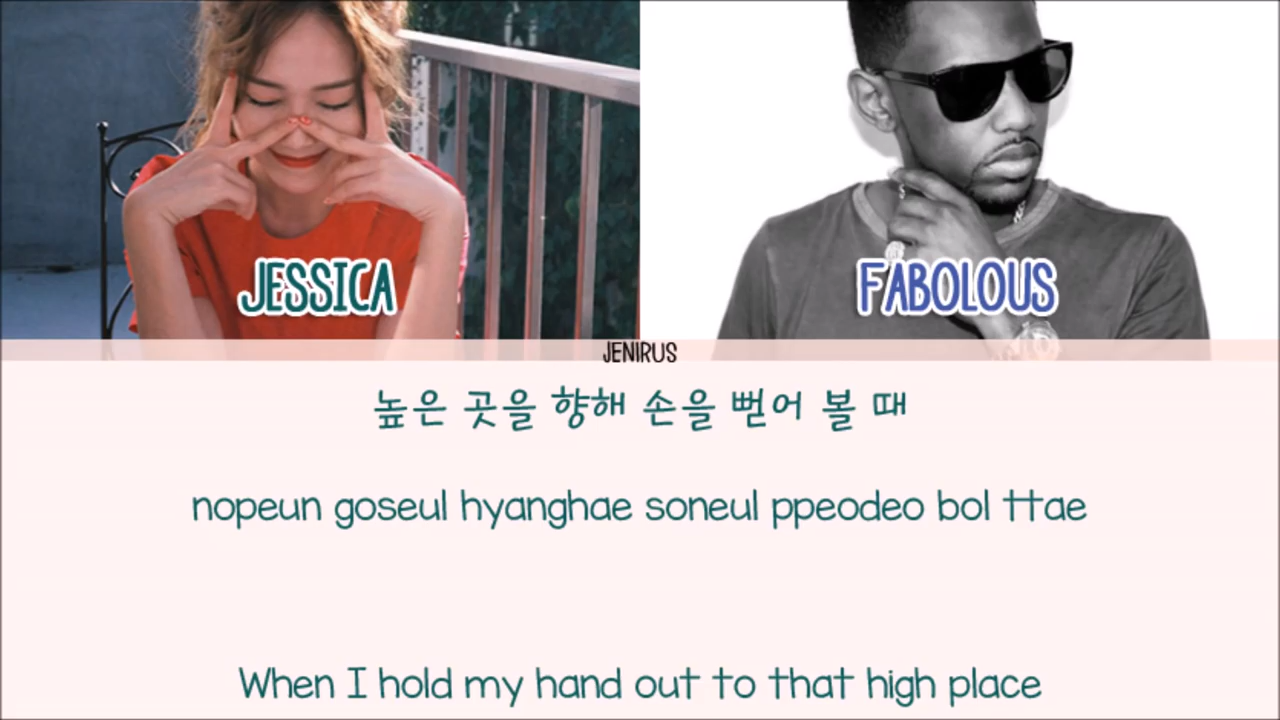 JESSICA
FABOLOUS
JENIRUS
높은 곳을 향해 손을 뻗어 볼 때
nopeun goseul hyanghae soneul ppeodeo bol ttae
When I hold my hand out to that high place